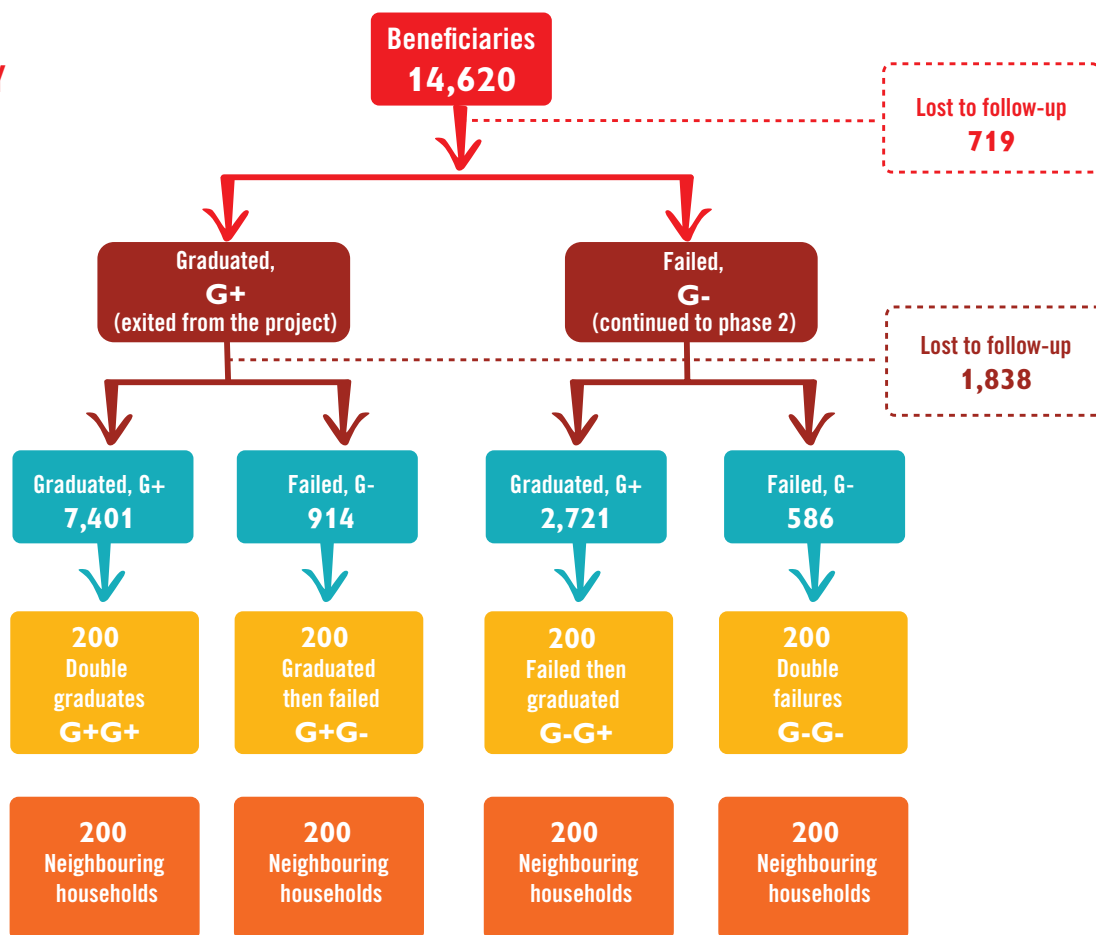 Y
Beneficiaries
14,620
Lost to follow-up
719
Graduated,
G+
(exited from the project)
Failed,
G-
(continued to phase 2)
Lost to follow-up
1,838
Graduated, G+
7,401
Failed, G-
914
Graduated, G+
2,721
Failed, G-
586
200
Double
graduates
G+G+
200
Graduated
then failed
G+G-
200
Failed then
graduated
G-G+
200
Double
failures
G-G-
200
Neighbouring
households
200
Neighbouring
households
200
Neighbouring
households
200
Neighbouring
households